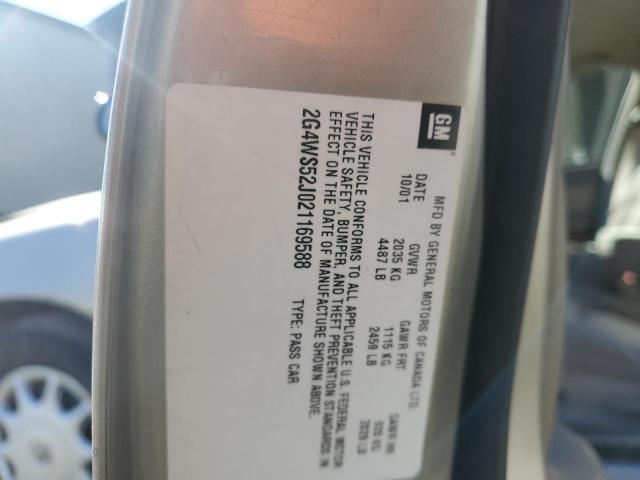 GM
MFD BY GENERAL MOTORS OF CANADA LTD.
DATE GVWR GAWR FRT GAWR RR
10/01 2035 KG 1115 KG 920 KG
4487 LB 2459 LB 2028 LB
THIS VEHICLE CONFORMS TO ALL APPLICABLE U.S. FEDERAL MOTOR
VEHICLE SAFETY, BUMPER, AND THEFT PREVENTION STANDARDS IN
EFFECT ON THE DATE OF MANUFACTURE SHOWN ABOVE.
2G4WS52J021169588 TYPE: PASS CAR